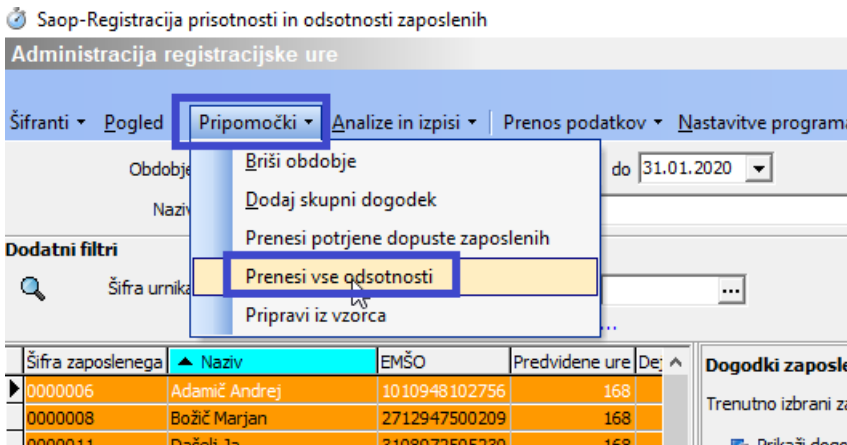 Saop-Registracija prisotnosti in odsotnosti zaposlenih
Administracija registracijske ure
Šifranti Pogled Pripomočki Analize in izpisi Prenos podatkov Nastavitve programa
Obdobje do 31.01.2020
Naziv
Briši obdobje
Dodaj skupni dogodek
Prenesi potrjene dopuste zaposlenih
Prenesi vse odsotnosti
Pripravi iz vzorca
Dodatni filtri
Šifra urnika ...
...
Šifra zaposlenega Naziv EMŠO Predvidene ure Dej
0000006 Adamič Andrej 1010948102756 168
0000008 Božič Marjan 2712947500209 168
Dogodki zaposle
Trenutno izbrani za